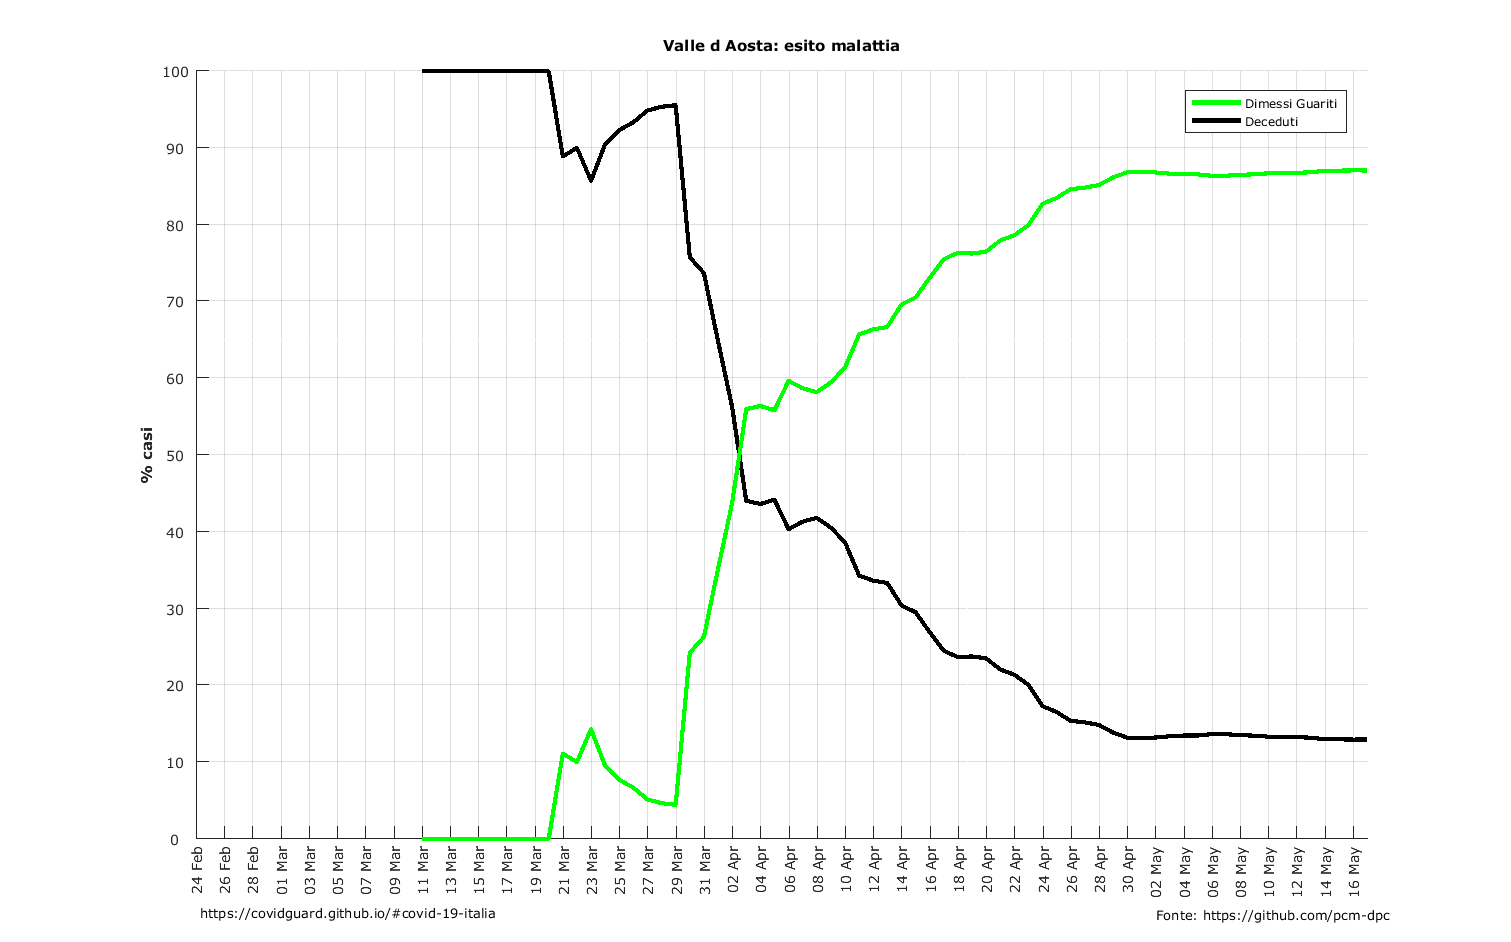 Valle d Aosta: esito malattia
Dimessi Guariti
Deceduti
% casi
100
90
80
70
60
50
40
30
20
10
0
24 Feb
26 Feb
28 Feb
01 Mar
03 Mar
05 Mar
07 Mar
09 Mar
11 Mar
13 Mar
15 Mar
17 Mar
19 Mar
21 Mar
23 Mar
25 Mar
27 Mar
29 Mar
31 Mar
02 Apr
04 Apr
06 Apr
08 Apr
10 Apr
12 Apr
14 Apr
16 Apr
18 Apr
20 Apr
22 Apr
24 Apr
26 Apr
28 Apr
30 Apr
02 May
04 May
06 May
08 May
10 May
12 May
14 May
16 May
https://covidguard.github.io/#covid-19-italia
Fonte: https://github.com/pcm-dpc